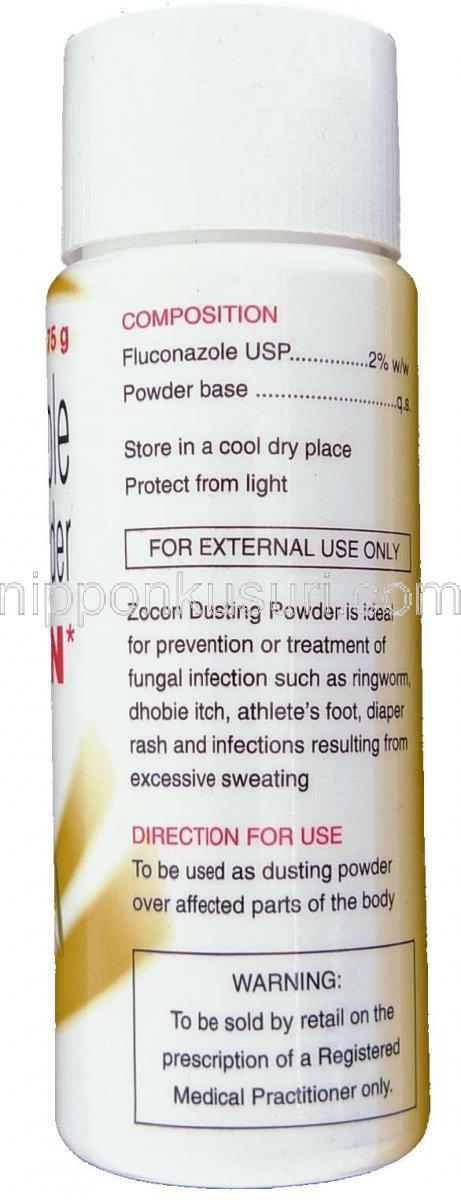 75 g
COMPOSITION
Fluconazole USP...............2% w/w
Powder base ...........................q.s.
Store in a cool dry place
Protect from light
FOR EXTERNAL USE ONLY
nipponkusuri.com
Zocon Dusting Powder is ideal
for prevention or treatment of
fungal infection such as ringworm,
dhobie itch, athlete's foot, diaper
rash and infections resulting from
excessive sweating
DIRECTION FOR USE
To be used as dusting powder
over affected parts of the body
WARNING:
To be sold by retail on the
prescription of a Registered
Medical Practitioner only.